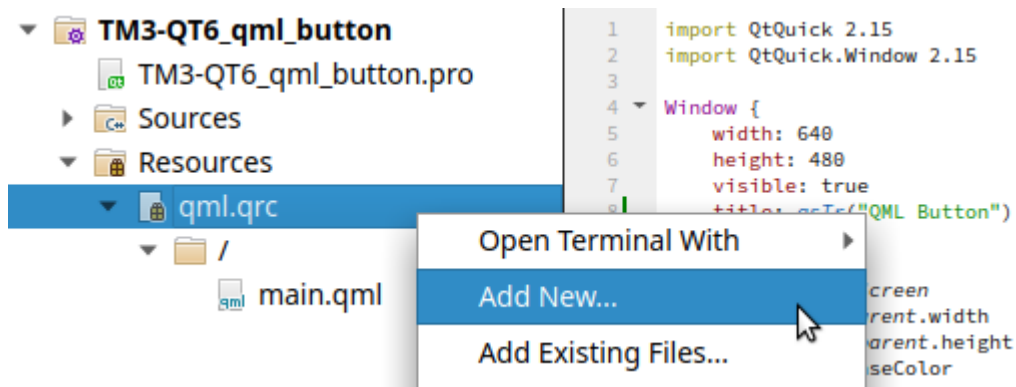 TM3-QT6_qml_button
TM3-QT6_qml_button.pro
Sources
Resources
qml.qrc
/
main.qml
1 import QtQuick 2.15
2 import QtQuick.Window 2.15
3
4 Window {
5 width: 640
6 height: 480
7 visible: true
8 title: qsTr("QML Button")
Open Terminal With
Add New...
Add Existing Files...
creen
rent.width
arent.height
seColor